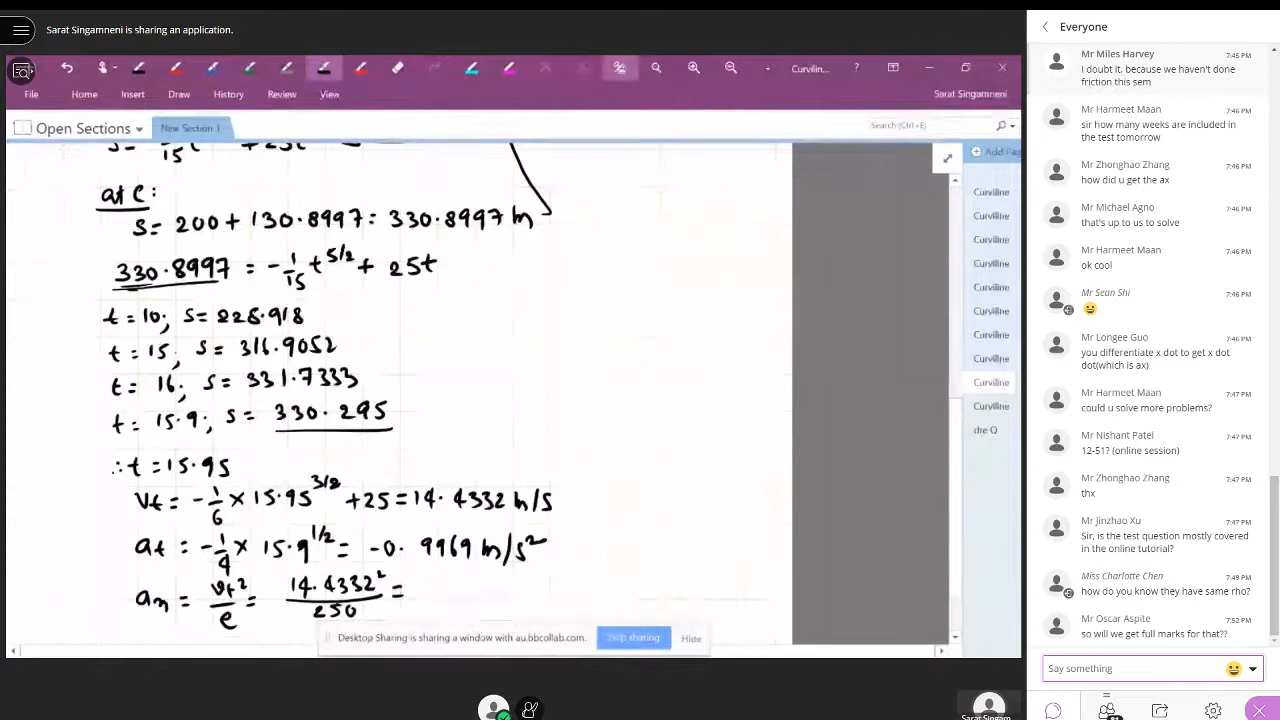 Sarat Singamneni is sharing an application.
Curvilin...
File Home Insert Draw History Review View
Sarat Singamneni
Open Sections New Section 1
Search (Ctrl+E)
Add Pag
at C:
S = 200 + 130.8997 = 330.8997 m
330.8997 = -1/15 t^5/2 + 25t
t = 10; S = 228.918
t = 15; S = 316.9052
t = 16; S = 331.7333
t = 15.9; S = 330.295
∴ t = 15.95
Vt = -1/6 × 15.95^3/2 + 25 = 14.4332 m/s
at = -1/4 × 15.9^1/2 = -0.9969 m/s²
an = Vt²/ρ = 14.4332²/250 =
Curviline
Curviline
Curviline
Curviline
Curviline
Curviline
Curviline
Curviline
Curviline
Curviline
dre Q
Desktop Sharing is sharing a window with au.bbcollab.com.
Stop sharing
Hide
Everyone
Mr Miles Harvey 7:45 PM
I doubt it, because we haven't done
friction this sem
Mr Harmeet Maan 7:46 PM
sir how many weeks are included in
the test tomorrow
Mr Zhonghao Zhang 7:46 PM
how did u get the ax
Mr Michael Agno 7:46 PM
that's up to us to solve
Mr Harmeet Maan 7:46 PM
ok cool
Mr Sean Shi 7:46 PM
😀
Mr Longee Guo 7:46 PM
you differentiate x dot to get x dot
dot(which is ax)
Mr Harmeet Maan 7:47 PM
could u solve more problems?
Mr Nishant Patel 7:47 PM
12-51? (online session)
Mr Zhonghao Zhang 7:47 PM
thx
Mr Jinzhao Xu 7:47 PM
Sir, is the test question mostly covered
in the online tutorial?
Miss Charlotte Chen 7:49 PM
how do you know they have same rho?
Mr Oscar Aspite 7:52 PM
so will we get full marks for that??
Say something
Sarat Singam